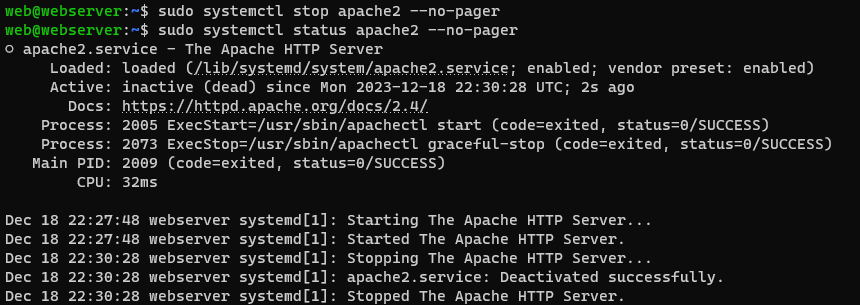 web@webserver:~$ sudo systemctl stop apache2 --no-pager
web@webserver:~$ sudo systemctl status apache2 --no-pager
○ apache2.service - The Apache HTTP Server
     Loaded: loaded (/lib/systemd/system/apache2.service; enabled; vendor preset: enabled)
     Active: inactive (dead) since Mon 2023-12-18 22:30:28 UTC; 2s ago
       Docs: https://httpd.apache.org/docs/2.4/
    Process: 2005 ExecStart=/usr/sbin/apachectl start (code=exited, status=0/SUCCESS)
    Process: 2073 ExecStop=/usr/sbin/apachectl graceful-stop (code=exited, status=0/SUCCESS)
   Main PID: 2009 (code=exited, status=0/SUCCESS)
        CPU: 32ms

Dec 18 22:27:48 webserver systemd[1]: Starting The Apache HTTP Server...
Dec 18 22:27:48 webserver systemd[1]: Started The Apache HTTP Server.
Dec 18 22:30:28 webserver systemd[1]: Stopping The Apache HTTP Server...
Dec 18 22:30:28 webserver systemd[1]: apache2.service: Deactivated successfully.
Dec 18 22:30:28 webserver systemd[1]: Stopped The Apache HTTP Server.